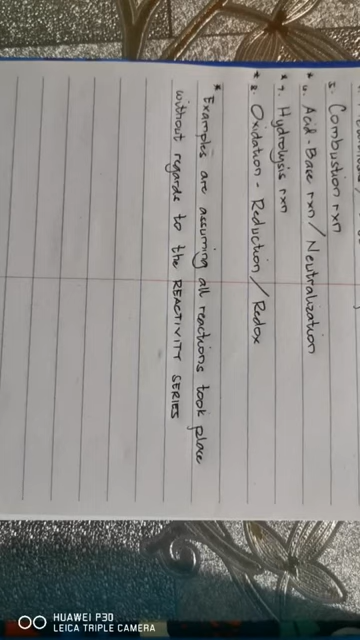 5. Combustion rxn
* 6. Acid-Base rxn / Neutralization
* 7. Hydrolysis rxn
* 8. Oxidation - Reduction / Redox
* Examples are assuming all reactions took place
without regards to the REACTIVITY SERIES
HUAWEI P30
LEICA TRIPLE CAMERA